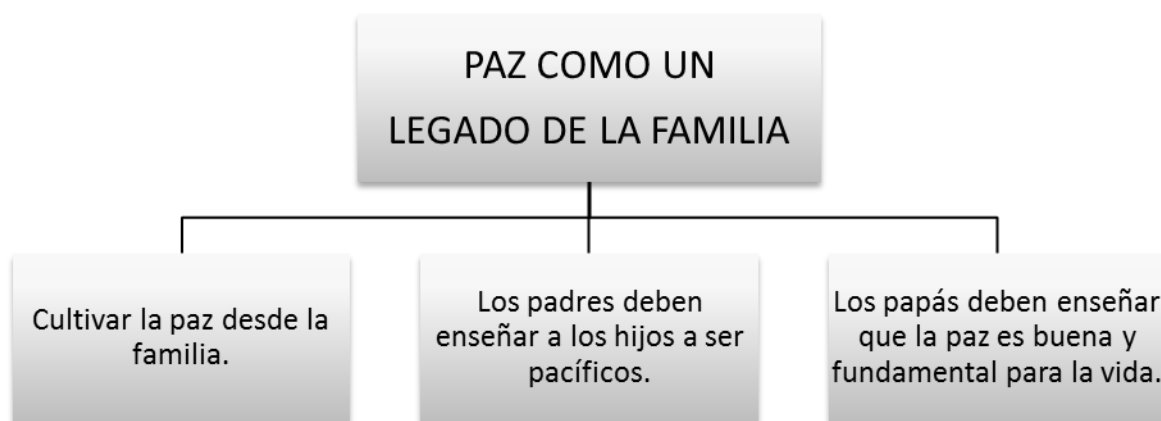 PAZ COMO UN
LEGADO DE LA FAMILIA
Cultivar la paz desde la
familia.
Los padres deben
enseñar a los hijos a ser
pacíficos.
Los papás deben enseñar
que la paz es buena y
fundamental para la vida.